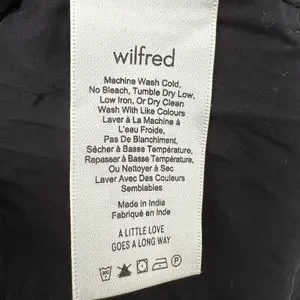 wilfred
Machine Wash Cold,
No Bleach, Tumble Dry Low,
Low Iron, Or Dry Clean
Wash With Like Colours
Laver À La Machine À
L'eau Froide,
Pas De Blanchiment,
Sécher à Basse Température,
Repasser à Basse Température,
Ou Nettoyer à Sec
Laver Avec Des Couleurs
Semblables
Made in India
Fabriqué en Inde
A LITTLE LOVE
GOES A LONG WAY
P